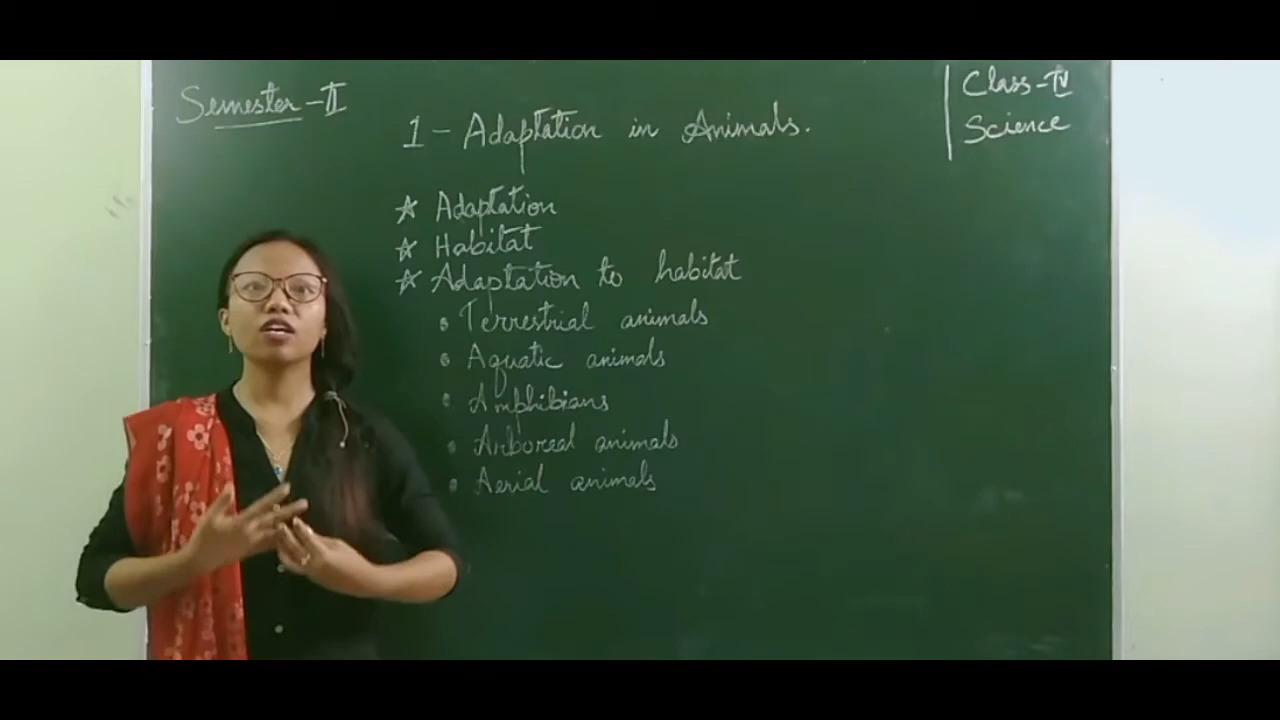 Semester - II
Class - IV
Science
1 - Adaptation in Animals.
☆ Adaptation
☆ Habitat
☆ Adaptation to habitat
• Terrestrial animals
• Aquatic animals
• Amphibians
• Arboreal animals
• Aerial animals